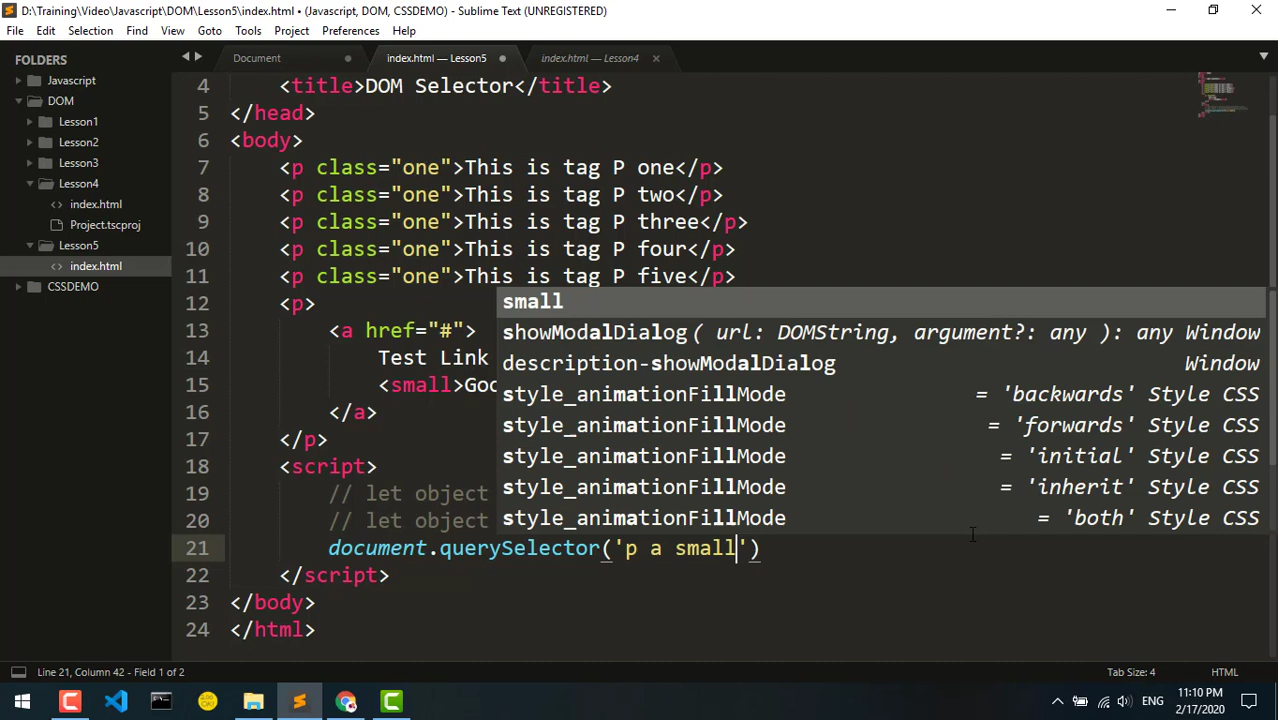 D:\Training\Video\Javascript\DOM\Lesson5\index.html • (Javascript, DOM, CSSDEMO) - Sublime Text (UNREGISTERED)
File Edit Selection Find View Goto Tools Project Preferences Help
FOLDERS
Javascript
DOM
Lesson1
Lesson2
Lesson3
Lesson4
index.html
Project.tscproj
Lesson5
index.html
CSSDEMO
Document
index.html — Lesson5
index.html — Lesson4
4 <title>DOM Selector</title>
5 </head>
6 <body>
7 <p class="one">This is tag P one</p>
8 <p class="one">This is tag P two</p>
9 <p class="one">This is tag P three</p>
10 <p class="one">This is tag P four</p>
11 <p class="one">This is tag P five</p>
12 <p>
13 <a href="#">
14 Test Link
15 <small>Goo
16 </a>
17 </p>
18 <script>
19 // let object
20 // let object
21 document.querySelector('p a small')
22 </script>
23 </body>
24 </html>
small
showModalDialog( url: DOMString, argument?: any ): any Window
description-showModalDialog Window
style_animationFillMode = 'backwards' Style CSS
style_animationFillMode = 'forwards' Style CSS
style_animationFillMode = 'initial' Style CSS
style_animationFillMode = 'inherit' Style CSS
style_animationFillMode = 'both' Style CSS
Line 21, Column 42 - Field 1 of 2
Tab Size: 4
HTML
ENG
11:10 PM
2/17/2020